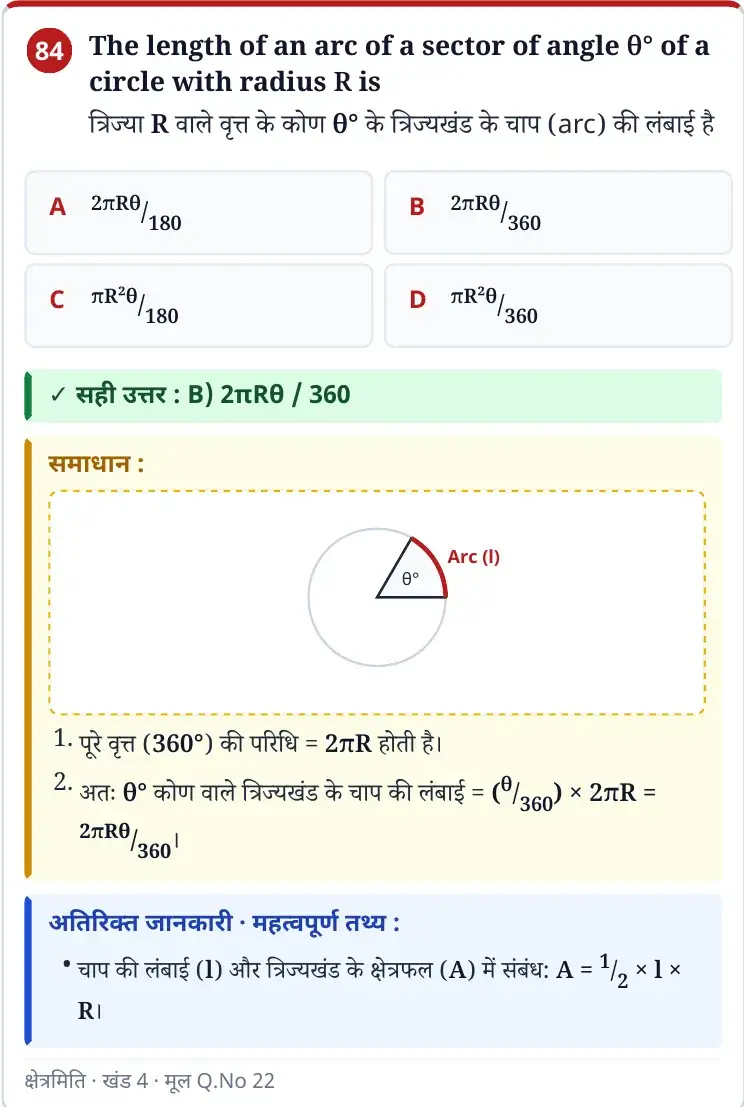 84 The length of an arc of a sector of angle θ° of a
circle with radius R is
त्रिज्या R वाले वृत्त के कोण θ° के त्रिज्यखंड के चाप (arc) की लंबाई है
A 2πRθ/180
B 2πRθ/360
C πR²θ/180
D πR²θ/360
✓ सही उत्तर : B) 2πRθ / 360
समाधान :
Arc (l)
θ°
1. पूरे वृत्त (360°) की परिधि = 2πR होती है।
2. अतः θ° कोण वाले त्रिज्यखंड के चाप की लंबाई = (θ/360) × 2πR =
2πRθ/360।
अतिरिक्त जानकारी · महत्वपूर्ण तथ्य :
• चाप की लंबाई (l) और त्रिज्यखंड के क्षेत्रफल (A) में संबंध: A = 1/2 × l ×
R।
क्षेत्रमिति · खंड 4 · मूल Q.No 22